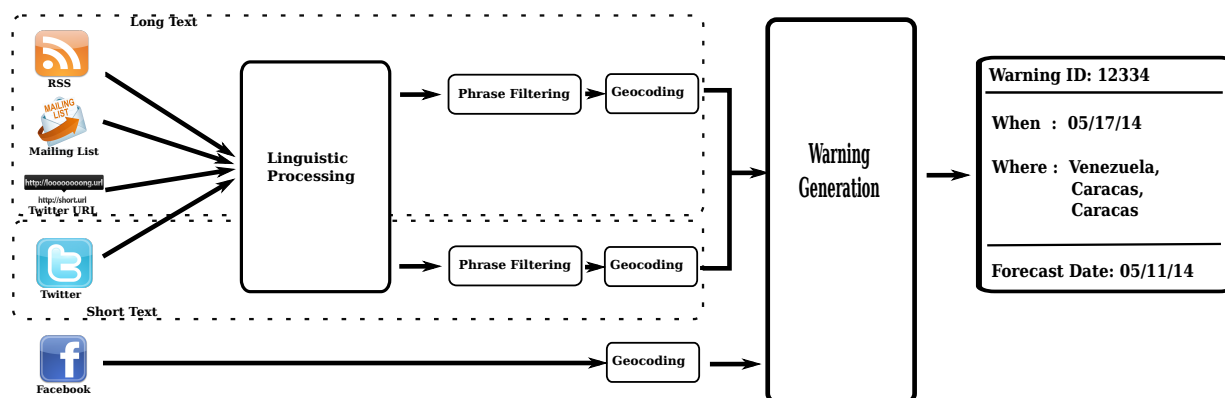 Long Text
RSS
MAILING
LIST
Mailing List
http://looooooooong.url
http://short.url
Twitter URL
Twitter
Short Text
Facebook
Linguistic
Processing
Phrase Filtering
Geocoding
Phrase Filtering
Geocoding
Geocoding
Warning
Generation
Warning ID: 12334
When : 05/17/14
Where : Venezuela,
Caracas,
Caracas
Forecast Date: 05/11/14